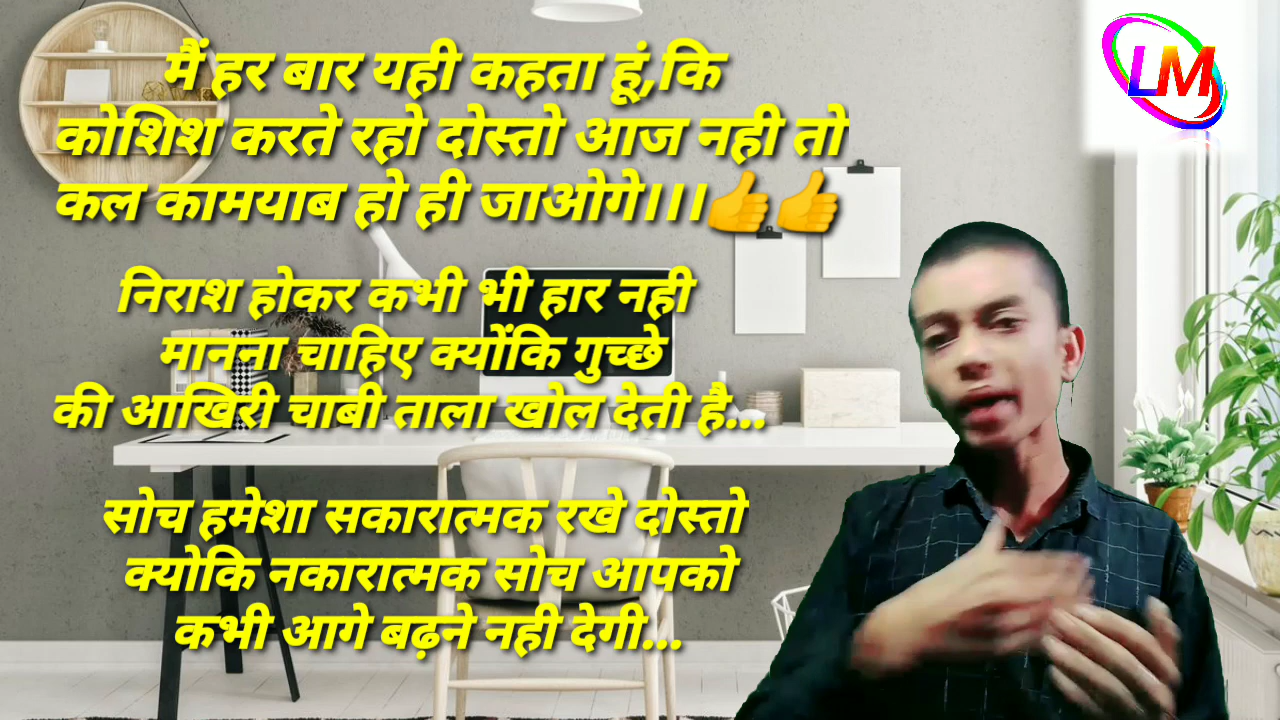 LM
मैं हर बार यही कहता हूं,कि
कोशिश करते रहो दोस्तो आज नही तो
कल कामयाब हो ही जाओगे।।।👍👍
निराश होकर कभी भी हार नही
मानना चाहिए क्योंकि गुच्छे
की आखिरी चाबी ताला खोल देती है...
सोच हमेशा सकारात्मक रखे दोस्तो
क्योकि नकारात्मक सोच आपको
कभी आगे बढ़ने नही देगी...